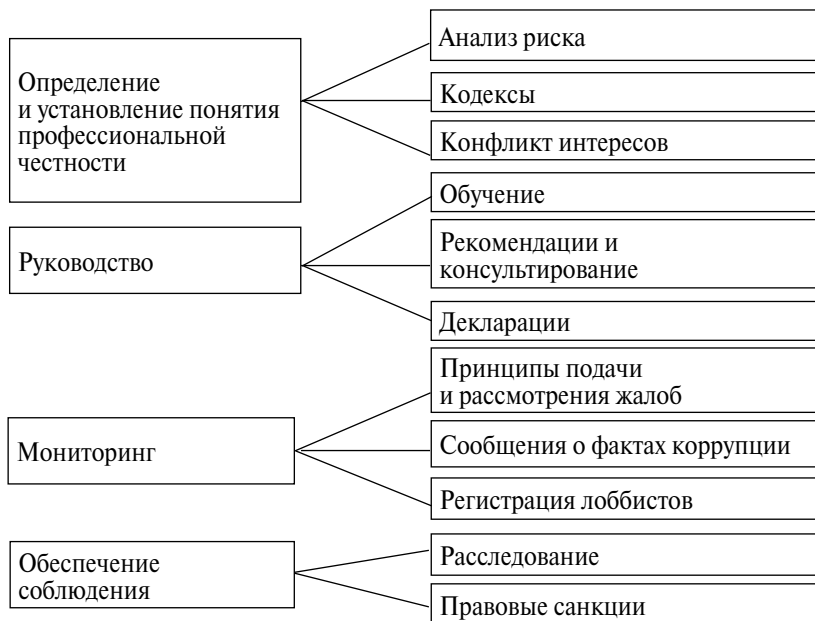 Определение
и установление понятия
профессиональной
честности
Анализ риска
Кодексы
Конфликт интересов
Руководство
Обучение
Рекомендации и
консультирование
Декларации
Мониторинг
Принципы подачи
и рассмотрения жалоб
Сообщения о фактах коррупции
Регистрация лоббистов
Обеспечение
соблюдения
Расследование
Правовые санкции